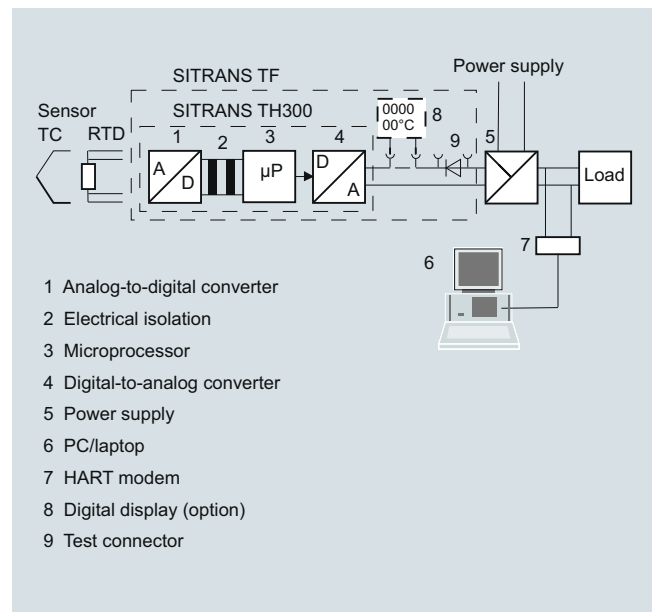 SITRANS TF
Power supply
Sensor
SITRANS TH300
0000
00°C
8
TC
RTD
1
2
3
4
9
5
A
D
µP
D
A
Load
7
6
1 Analog-to-digital converter
2 Electrical isolation
3 Microprocessor
4 Digital-to-analog converter
5 Power supply
6 PC/laptop
7 HART modem
8 Digital display (option)
9 Test connector